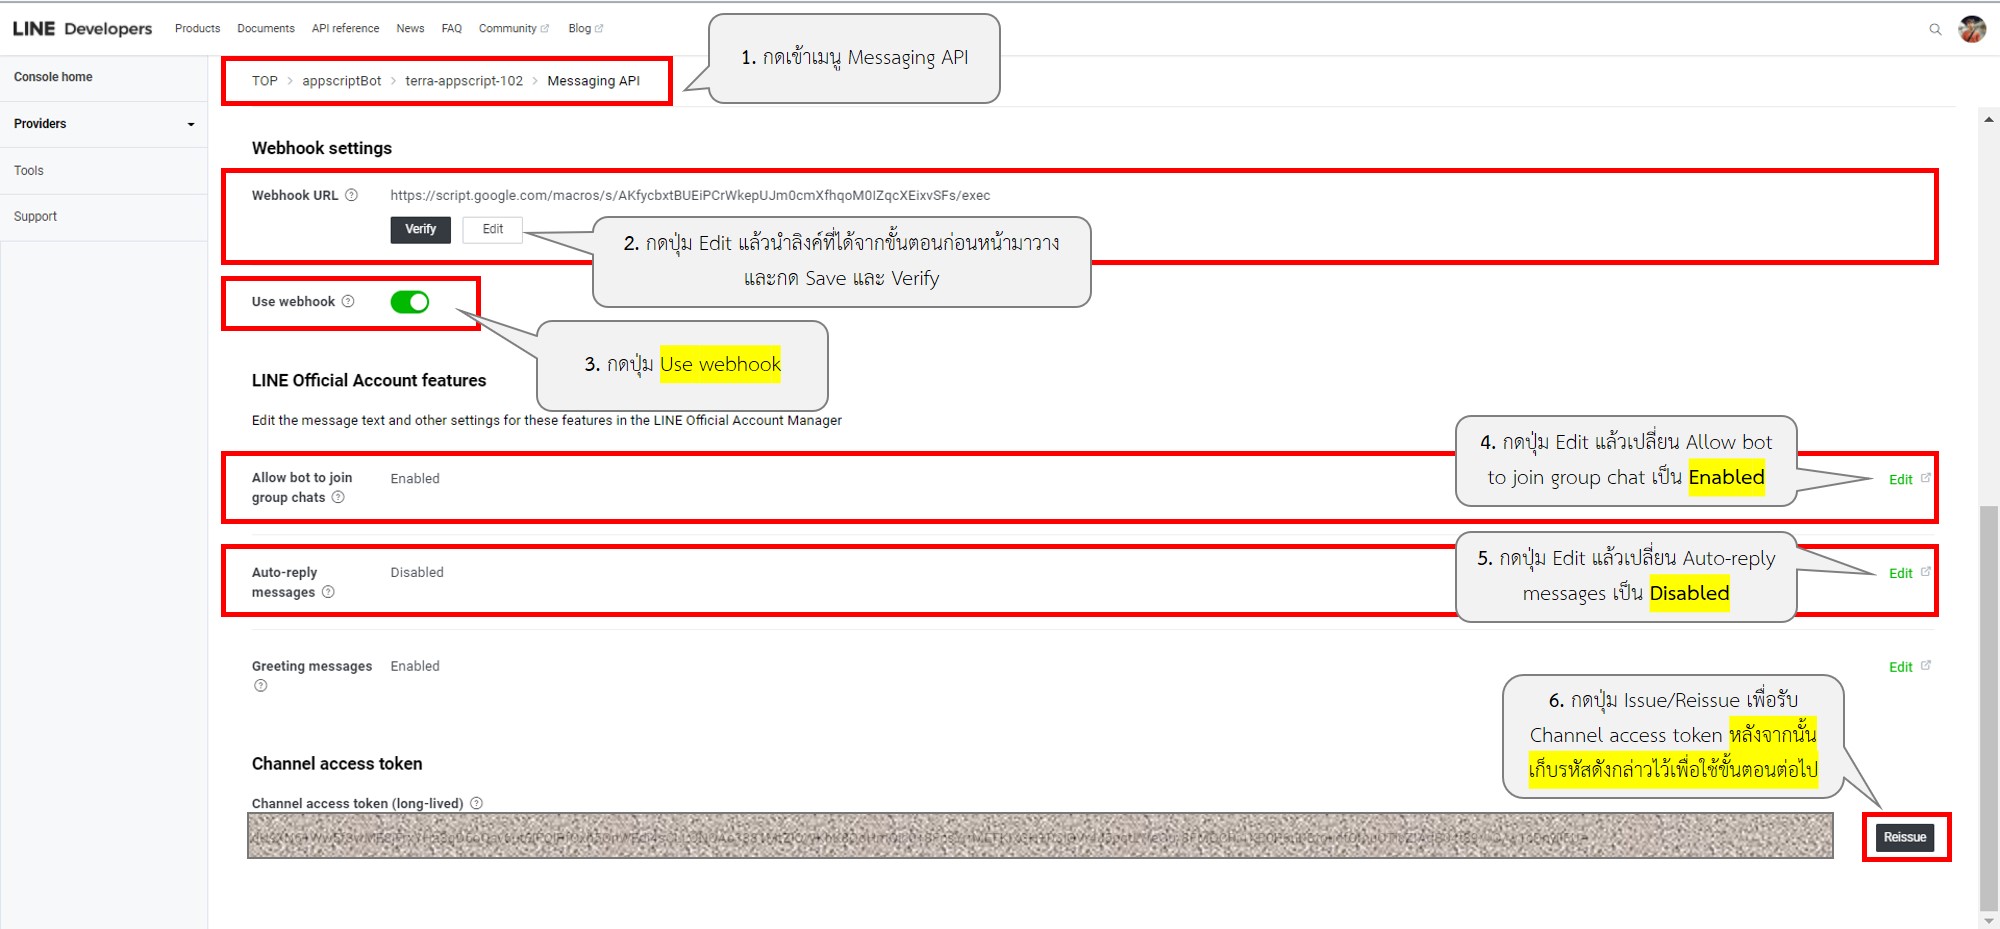 LINE Developers Products Documents API reference News FAQ Community Blog
1. กดเข้าเมนู Messaging API
Console home
Providers
Tools
Support
TOP > appscriptBot > terra-appscript-102 > Messaging API
Webhook settings
Webhook URL ? https://script.google.com/macros/s/AKfycbxtBUEiPCrWkepUJm0cmXfhqoM0IZqcXEixvSFs/exec
Verify Edit
2. กดปุ่ม Edit แล้วนำลิงค์ที่ได้จากขั้นตอนก่อนหน้ามาวาง
และกด Save และ Verify
Use webhook ?
3. กดปุ่ม Use webhook
LINE Official Account features
Edit the message text and other settings for these features in the LINE Official Account Manager
Allow bot to join
group chats ?
Enabled
4. กดปุ่ม Edit แล้วเปลี่ยน Allow bot
to join group chat เป็น Enabled
Edit
Auto-reply
messages ?
Disabled
5. กดปุ่ม Edit แล้วเปลี่ยน Auto-reply
messages เป็น Disabled
Edit
Greeting messages
?
Enabled
Edit
6. กดปุ่ม Issue/Reissue เพื่อรับ
Channel access token หลังจากนั้น
เก็บรหัสดังกล่าวไว้เพื่อใช้ขั้นตอนต่อไป
Channel access token
Channel access token (long-lived) ?
Reissue